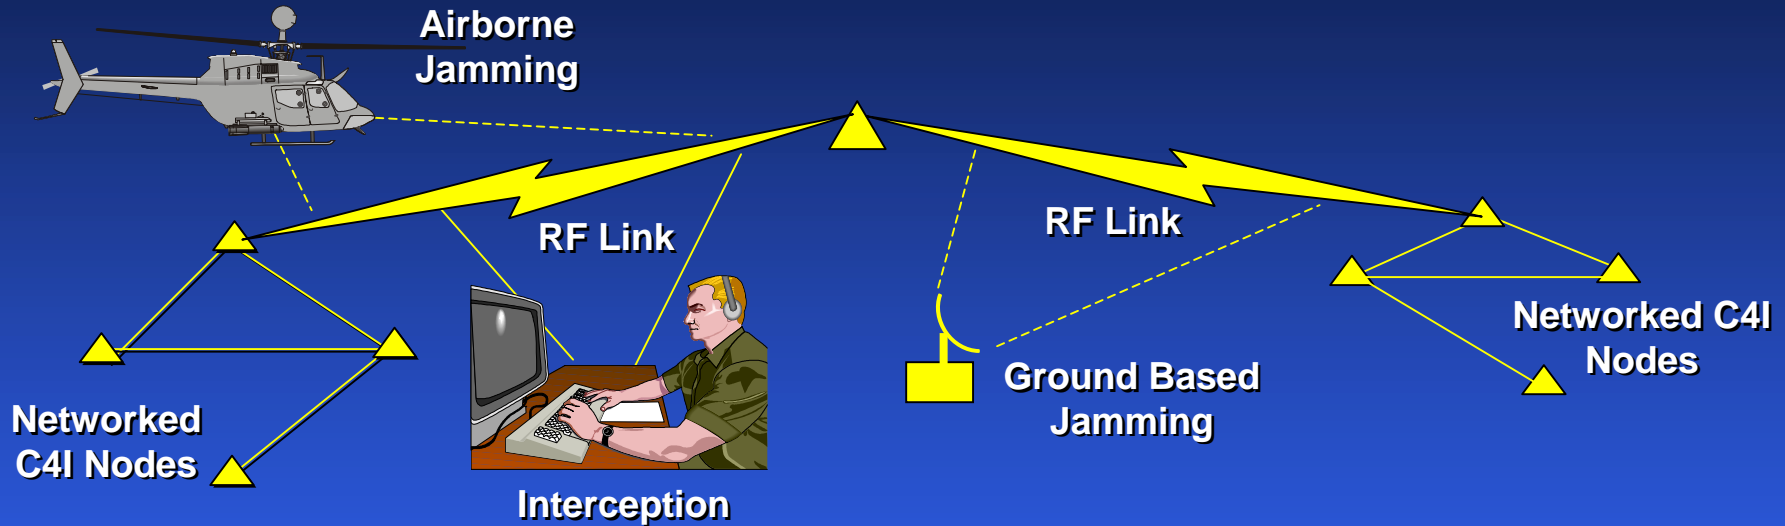 Airborne
Jamming
RF Link
RF Link
Networked C4I
Nodes
Ground Based
Jamming
Networked
C4I Nodes
Interception